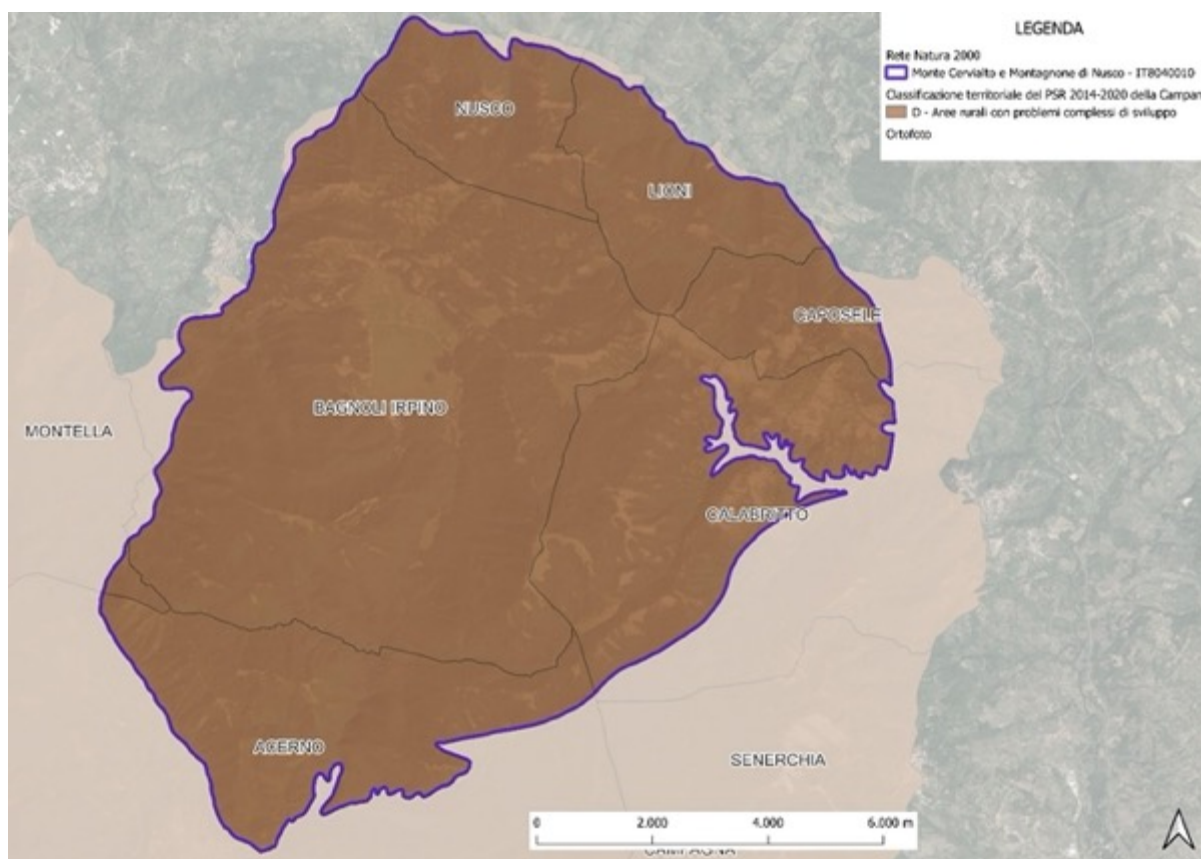 LEGENDA
Rete Natura 2000
Monte Cervialto e Montagnone di Nusco - IT8040010
Classificazione territoriale del PSR 2014-2020 della Campan
D - Aree rurali con problemi complessi di sviluppo
Ortofoto
NUSCO
LIONI
CAPOSELE
BAGNOLI IRPINO
MONTELLA
CALABRITTO
ACERNO
SENERCHIA
0 2.000 4.000 6.000 m
CAMPAGNA